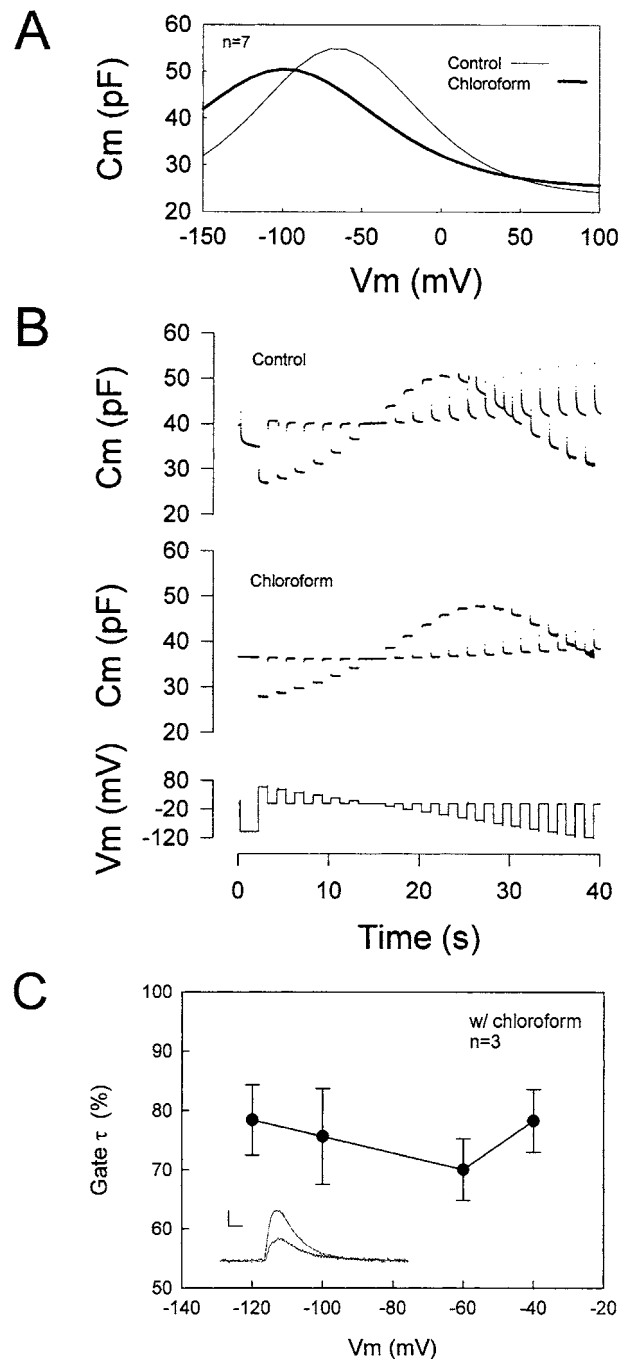 A
60
50
40
30
20
Cm (pF)
n=7
Control
Chloroform
-150 -100 -50 0 50 100
Vm (mV)
B
60
50
40
30
20
Cm (pF)
Control
60
50
40
30
20
Cm (pF)
Chloroform
80
-20
-120
Vm (mV)
0 10 20 30 40
Time (s)
C
100
90
80
70
60
50
Gate τ (%)
w/ chloroform
n=3
-140 -120 -100 -80 -60 -40 -20
Vm (mV)